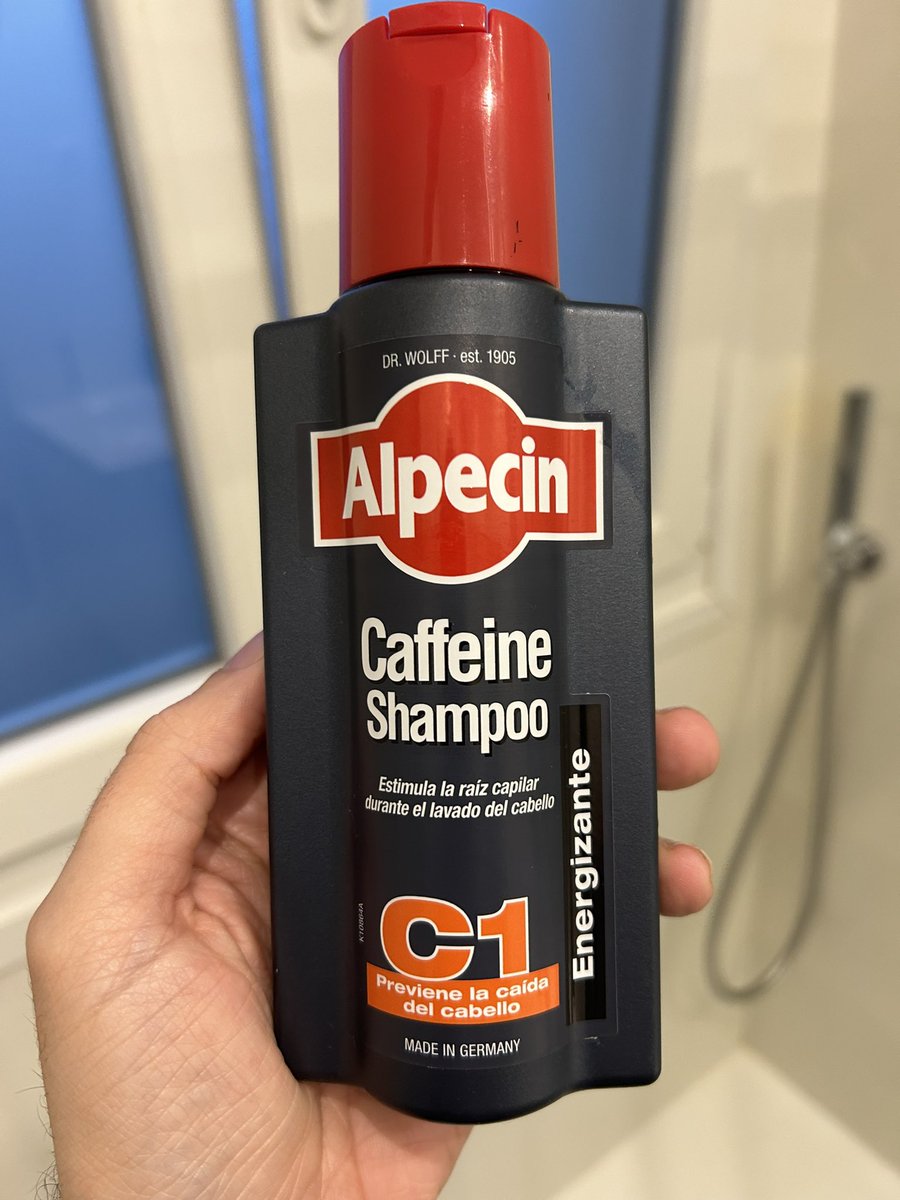 DR. WOLFF · est. 1905
Alpecin
Caffeine
Shampoo
Estimula la raíz capilar
durante el lavado del cabello
Energizante
K10864A
C1
Previene la caída
del cabello
MADE IN GERMANY